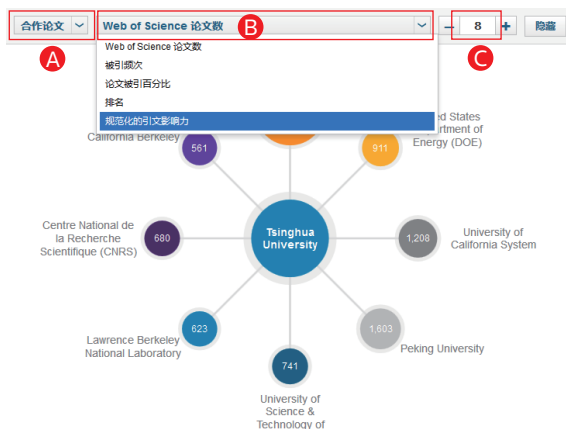 合作论文
Web of Science 论文数
B
– 8 +
隐藏
A
C
Web of Science 论文数
被引频次
论文被引百分比
排名
规范化的引文影响力
California Berkeley
561
911
States
Energy (DOE)
Centre National de
la Recherche
Scientifique (CNRS)
680
Tsinghua
University
1,208
University of
California System
623
Lawrence Berkeley
National Laboratory
1,603
Peking University
741
University of
Science &
Technology of